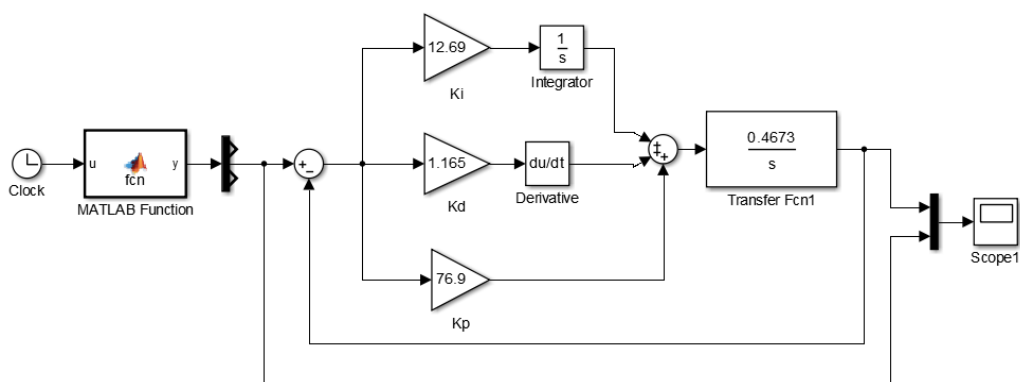 12.69
Ki
1
s
Integrator
Clock
u
fcn
y
MATLAB Function
+
−
1.165
Kd
du/dt
Derivative
+
+
+
0.4673
s
Transfer Fcn1
76.9
Kp
Scope1